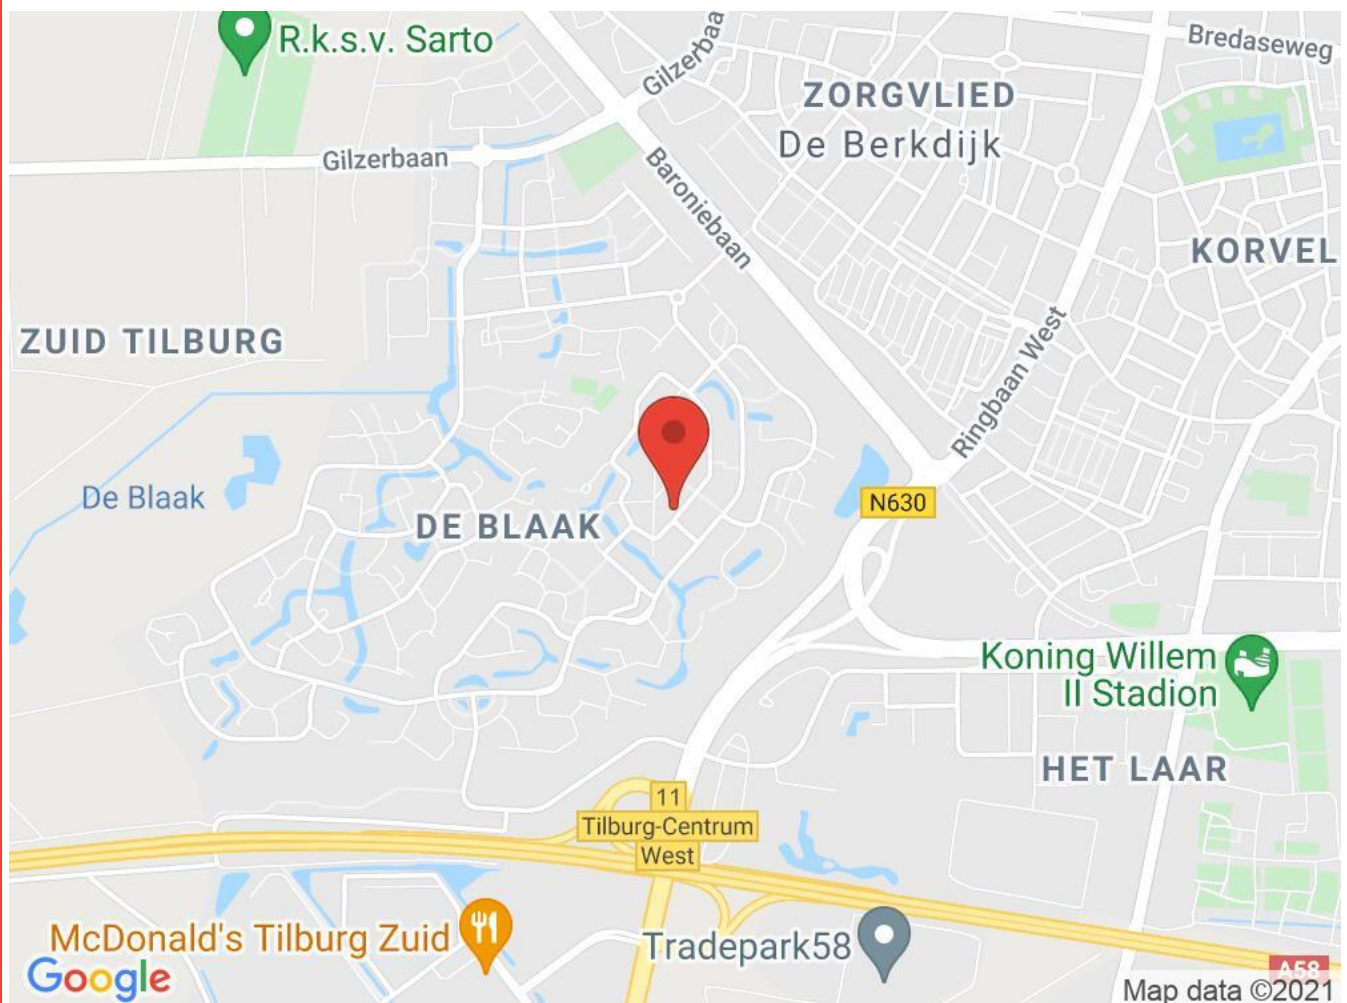 R.k.s.v. Sarto
Gilzerbaa
Bredaseweg
ZORGVLIED
De Berkdijk
Gilzerbaan
Baroniebaan
KORVEL
ZUID TILBURG
Ringbaan West
De Blaak
DE BLAAK
N630
Koning Willem
II Stadion
HET LAAR
11
Tilburg-Centrum
West
McDonald's Tilburg Zuid
Tradepark58
Google
A58
Map data ©2021